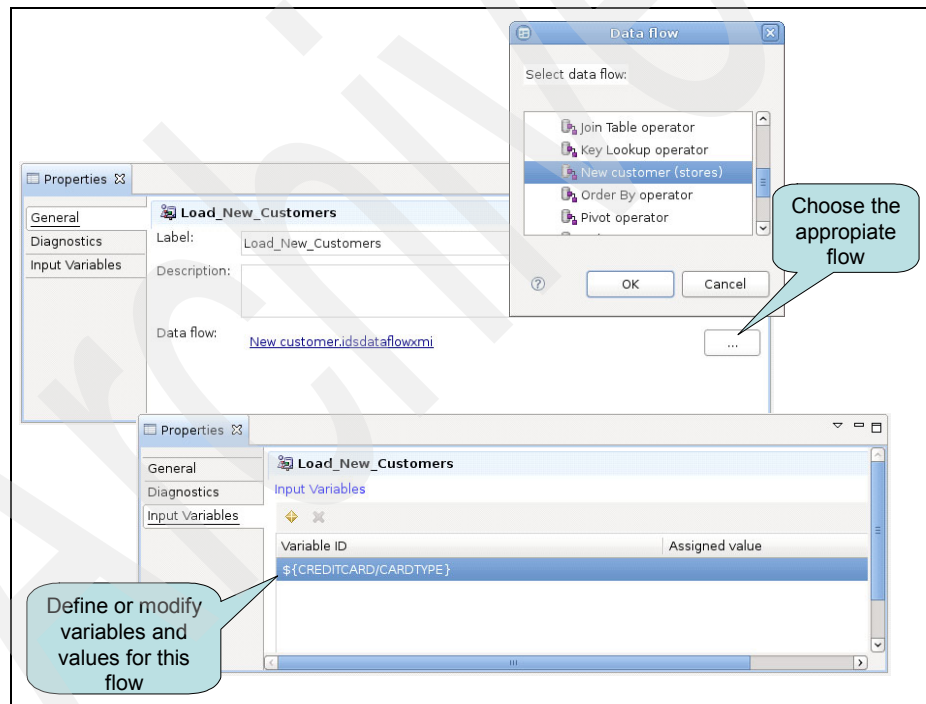 Data flow
Select data flow:
Join Table operator
Key Lookup operator
New customer (stores)
Order By operator
Pivot operator
OK
Cancel
Choose the
appropiate
flow
Properties
General
Diagnostics
Input Variables
Load_New_Customers
Label:
Load_New_Customers
Description:
Data flow:
New customer.idsdataflowxmi
...
Properties
General
Diagnostics
Input Variables
Load_New_Customers
Input Variables
Variable ID
Assigned value
${CREDITCARD/CARDTYPE}
Define or modify
variables and
values for this
flow